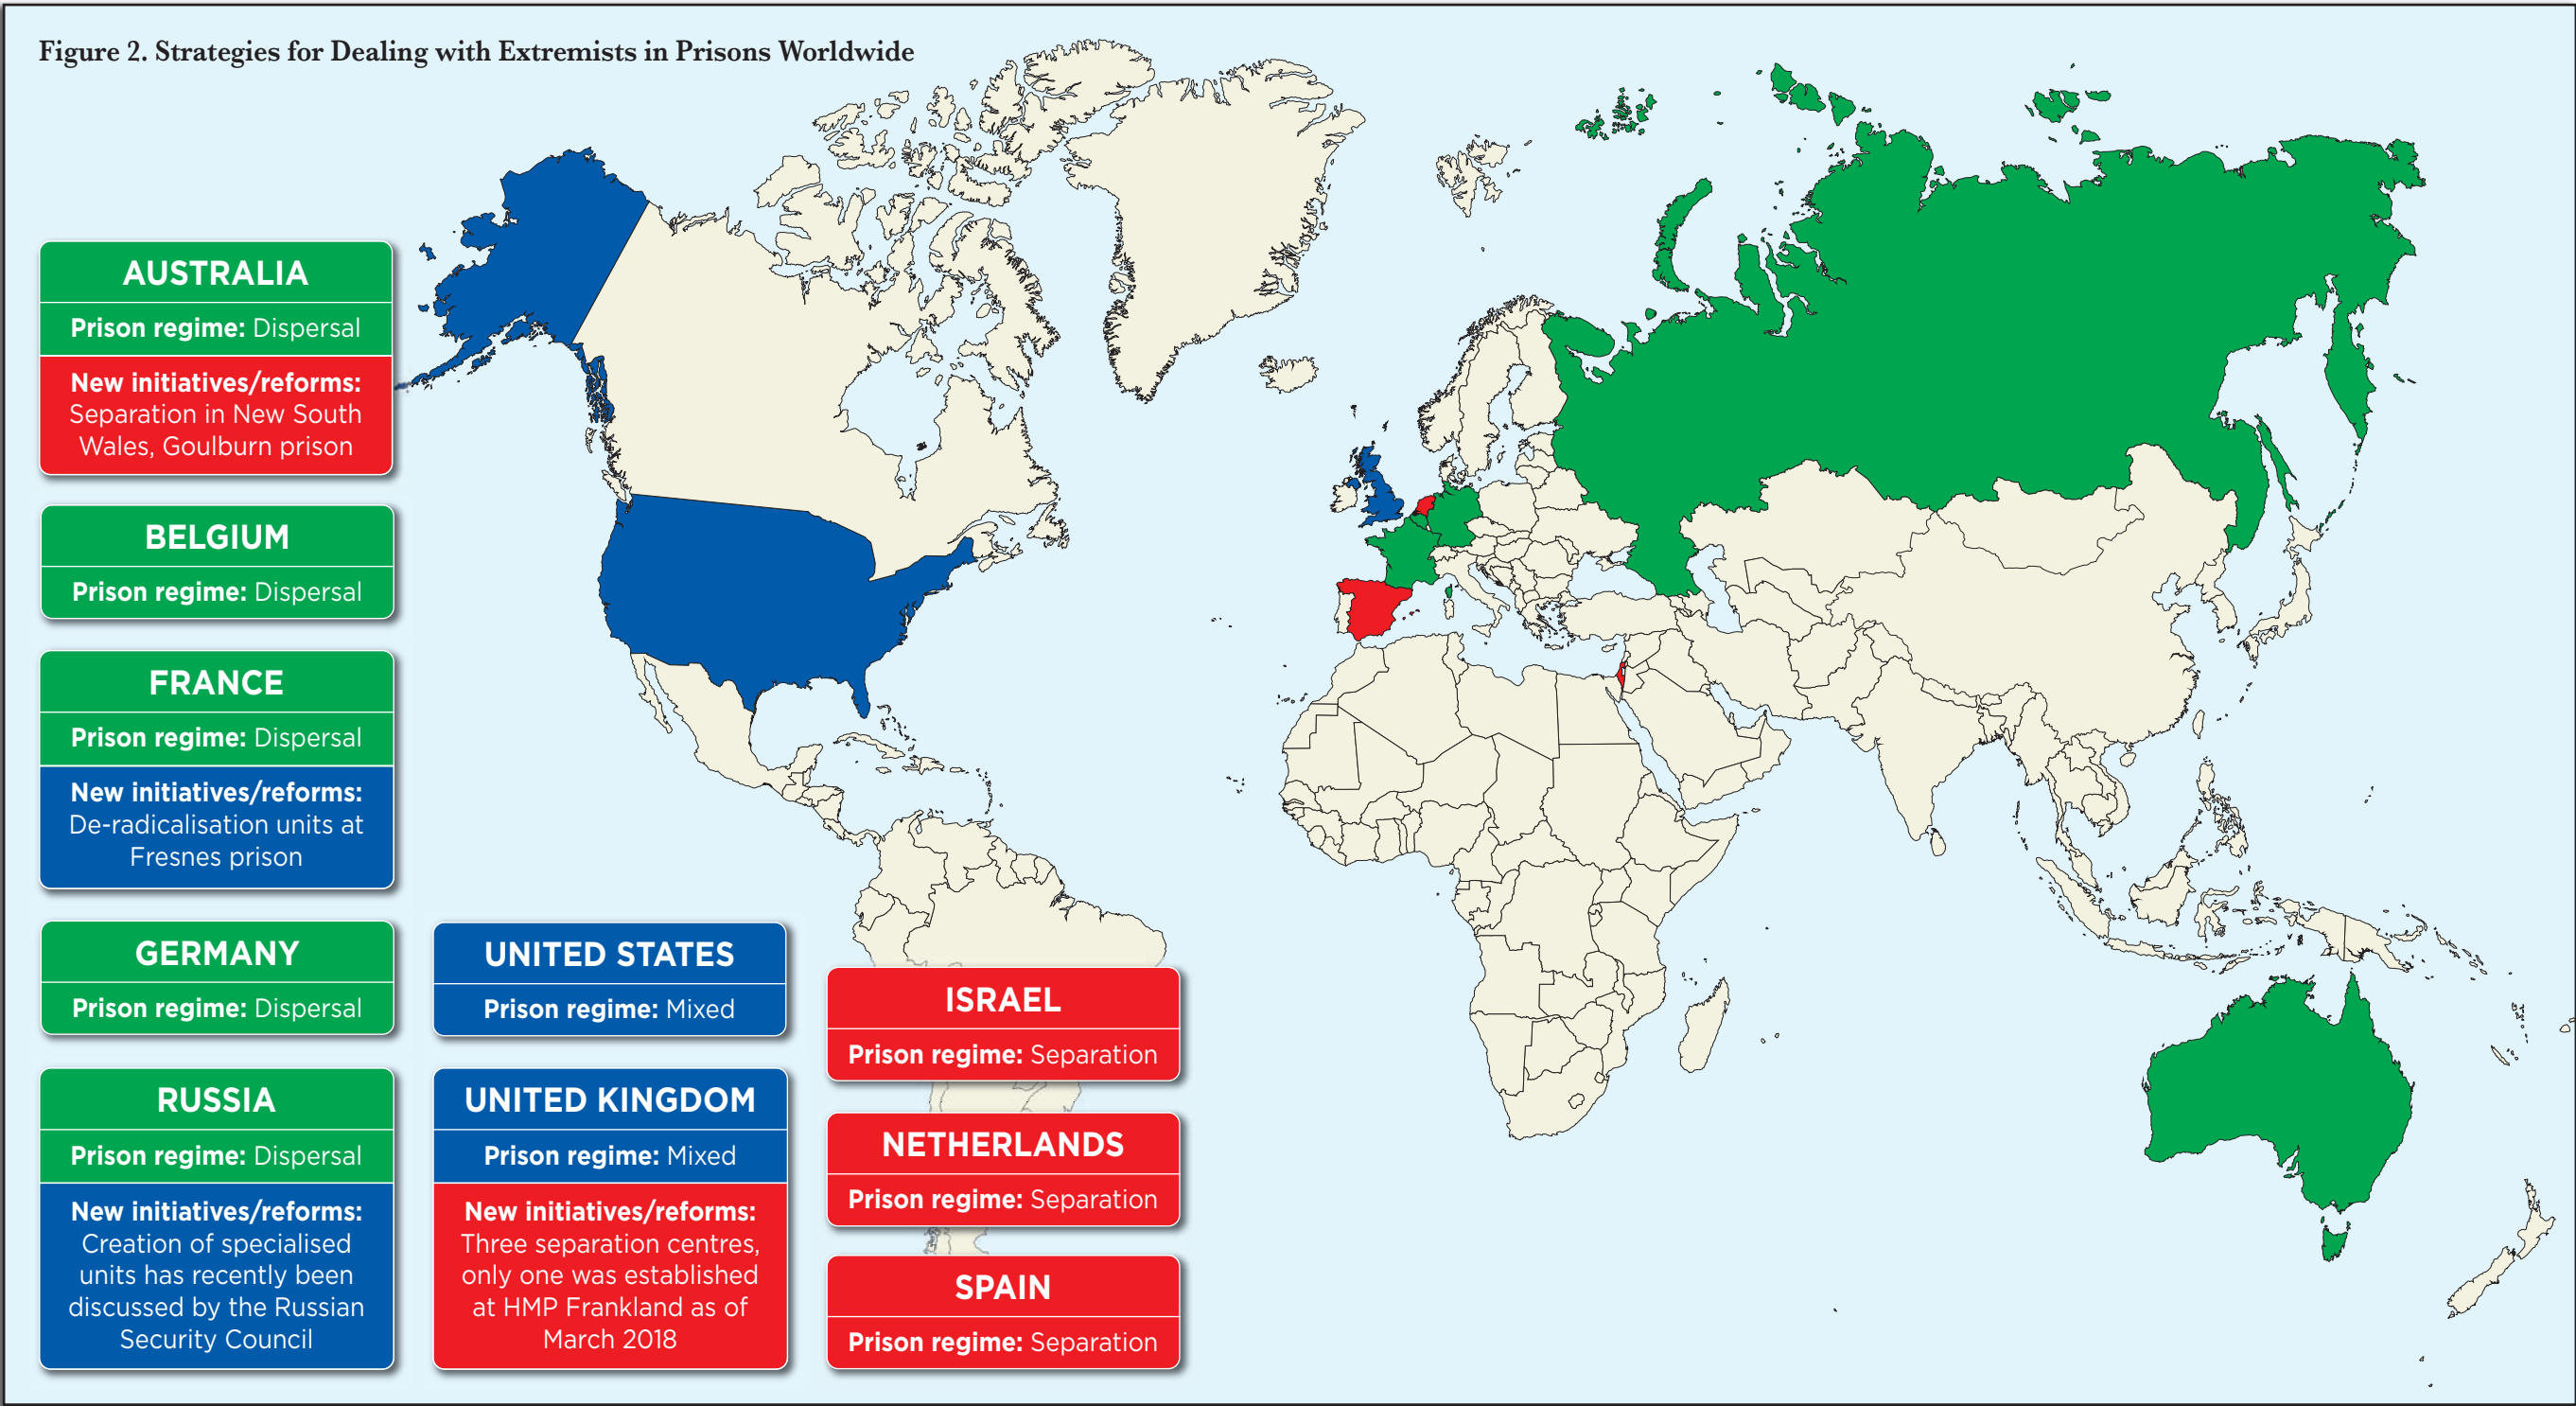 Figure 2. Strategies for Dealing with Extremists in Prisons Worldwide
AUSTRALIA
Prison regime: Dispersal
New initiatives/reforms:
Separation in New South
Wales, Goulburn prison
BELGIUM
Prison regime: Dispersal
FRANCE
Prison regime: Dispersal
New initiatives/reforms:
De-radicalisation units at
Fresnes prison
GERMANY
Prison regime: Dispersal
RUSSIA
Prison regime: Dispersal
New initiatives/reforms:
Creation of specialised
units has recently been
discussed by the Russian
Security Council
UNITED STATES
Prison regime: Mixed
UNITED KINGDOM
Prison regime: Mixed
New initiatives/reforms:
Three separation centres,
only one was established
at HMP Frankland as of
March 2018
ISRAEL
Prison regime: Separation
NETHERLANDS
Prison regime: Separation
SPAIN
Prison regime: Separation